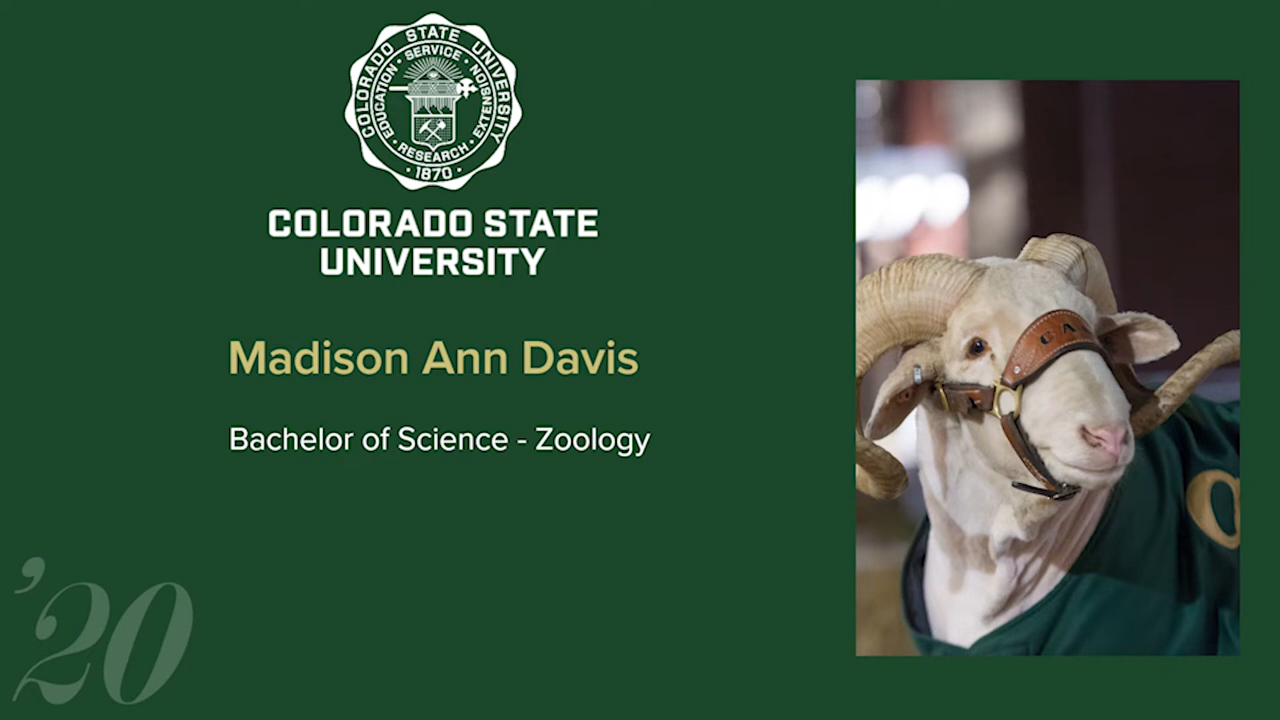 COLORADO STATE UNIVERSITY
EDUCATION • SERVICE • EXTENSION
• RESEARCH •
• 1870 •
COLORADO STATE
UNIVERSITY
Madison Ann Davis
Bachelor of Science - Zoology
CA
’20